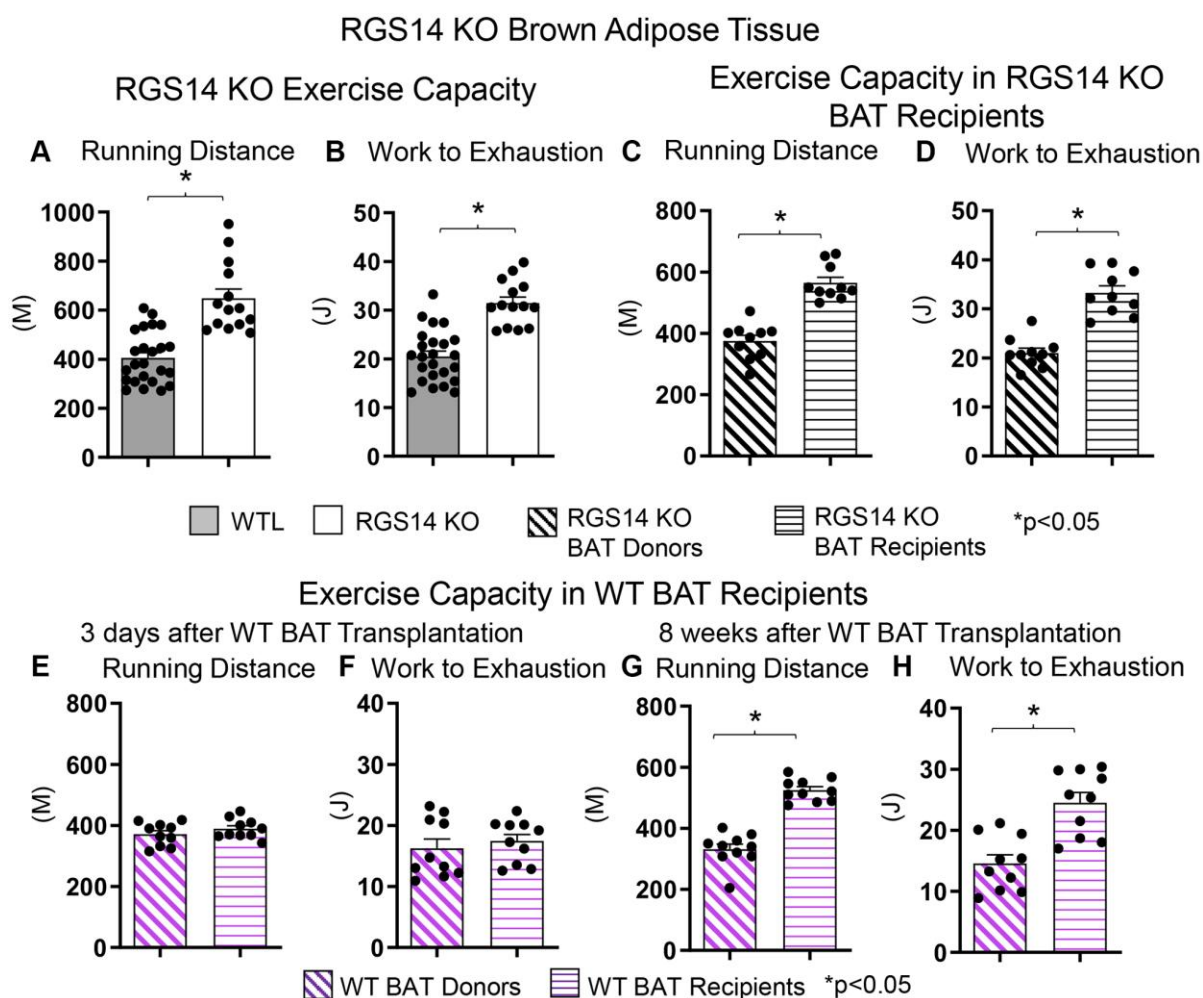 RGS14 KO Brown Adipose Tissue
RGS14 KO Exercise Capacity
Exercise Capacity in RGS14 KO
BAT Recipients
A Running Distance
*
1000
800
600
400
200
0
(M)
B Work to Exhaustion
*
50
40
30
20
10
0
(J)
C Running Distance
*
800
600
400
200
0
(M)
D Work to Exhaustion
*
50
40
30
20
10
0
(J)
WTL
RGS14 KO
RGS14 KO
BAT Donors
RGS14 KO
BAT Recipients
*p<0.05
Exercise Capacity in WT BAT Recipients
3 days after WT BAT Transplantation
8 weeks after WT BAT Transplantation
E Running Distance
800
600
400
200
0
(M)
F Work to Exhaustion
40
30
20
10
0
(J)
G Running Distance
*
800
600
400
200
0
(M)
H Work to Exhaustion
*
40
30
20
10
0
(J)
WT BAT Donors
WT BAT Recipients
*p<0.05